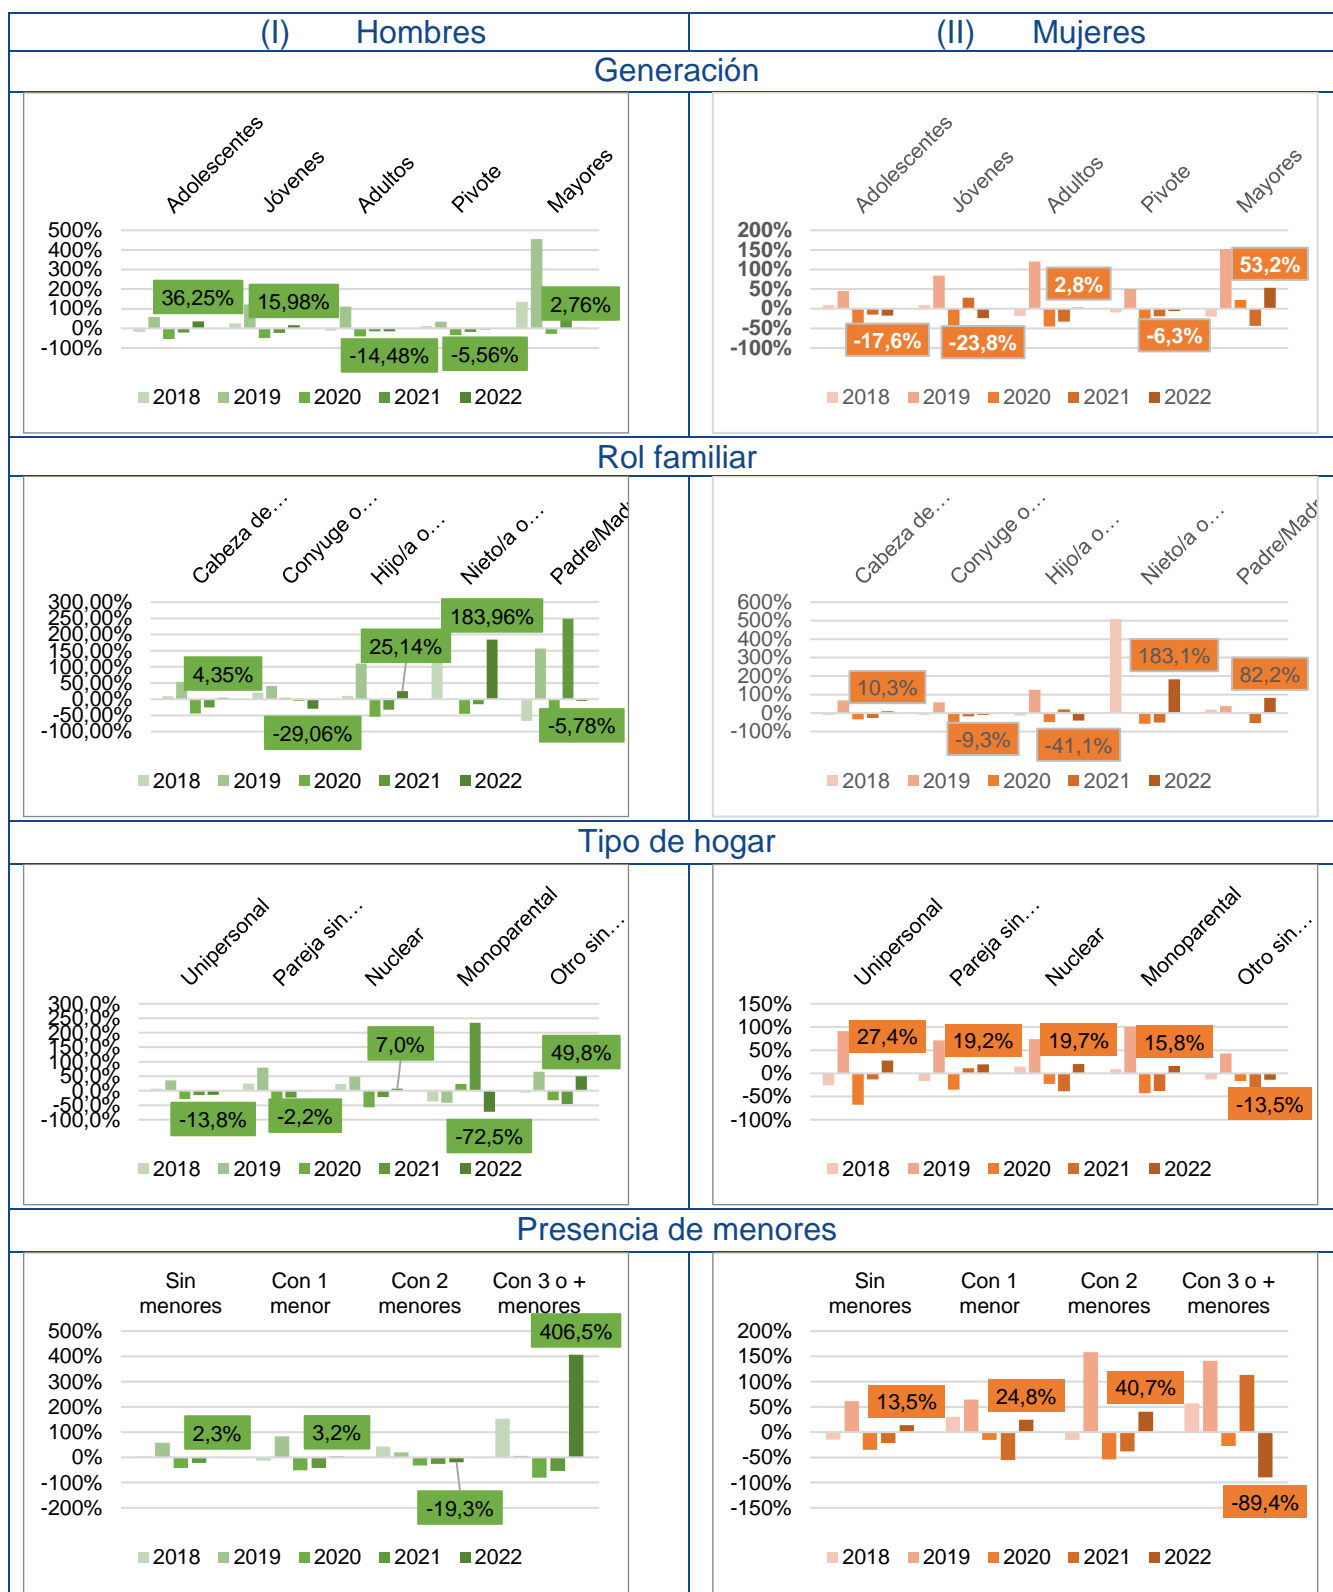 (I) Hombres
(II) Mujeres
Generación
Adolescentes
Jóvenes
Adultos
Pivote
Mayores
500%
400%
300%
200%
100%
0%
-100%
36,25%
15,98%
-14,48%
-5,56%
2,76%
2018 2019 2020 2021 2022
Adolescentes
Jóvenes
Adultos
Pivote
Mayores
200%
150%
100%
50%
0%
-50%
-100%
-17,6%
-23,8%
2,8%
-6,3%
53,2%
2018 2019 2020 2021 2022
Rol familiar
Cabeza de…
Conyuge o…
Hijo/a o…
Nieto/a o…
Padre/Madr
300,00%
250,00%
200,00%
150,00%
100,00%
50,00%
0,00%
-50,00%
-100,00%
4,35%
-29,06%
25,14%
183,96%
-5,78%
2018 2019 2020 2021 2022
Cabeza de…
Conyuge o…
Hijo/a o…
Nieto/a o…
Padre/Madr
600%
500%
400%
300%
200%
100%
0%
-100%
10,3%
-9,3%
-41,1%
183,1%
82,2%
2018 2019 2020 2021 2022
Tipo de hogar
Unipersonal
Pareja sin…
Nuclear
Monoparental
Otro sin…
300,0%
250,0%
200,0%
150,0%
100,0%
50,0%
0,0%
-50,0%
-100,0%
-13,8%
-2,2%
7,0%
-72,5%
49,8%
2018 2019 2020 2021 2022
Unipersonal
Pareja sin…
Nuclear
Monoparental
Otro sin…
150%
100%
50%
0%
-50%
-100%
27,4%
19,2%
19,7%
15,8%
-13,5%
2018 2019 2020 2021 2022
Presencia de menores
Sin menores
Con 1 menor
Con 2 menores
Con 3 o + menores
500%
400%
300%
200%
100%
0%
-100%
-200%
2,3%
3,2%
-19,3%
406,5%
2018 2019 2020 2021 2022
Sin menores
Con 1 menor
Con 2 menores
Con 3 o + menores
200%
150%
100%
50%
0%
-50%
-100%
-150%
13,5%
24,8%
40,7%
-89,4%
2018 2019 2020 2021 2022